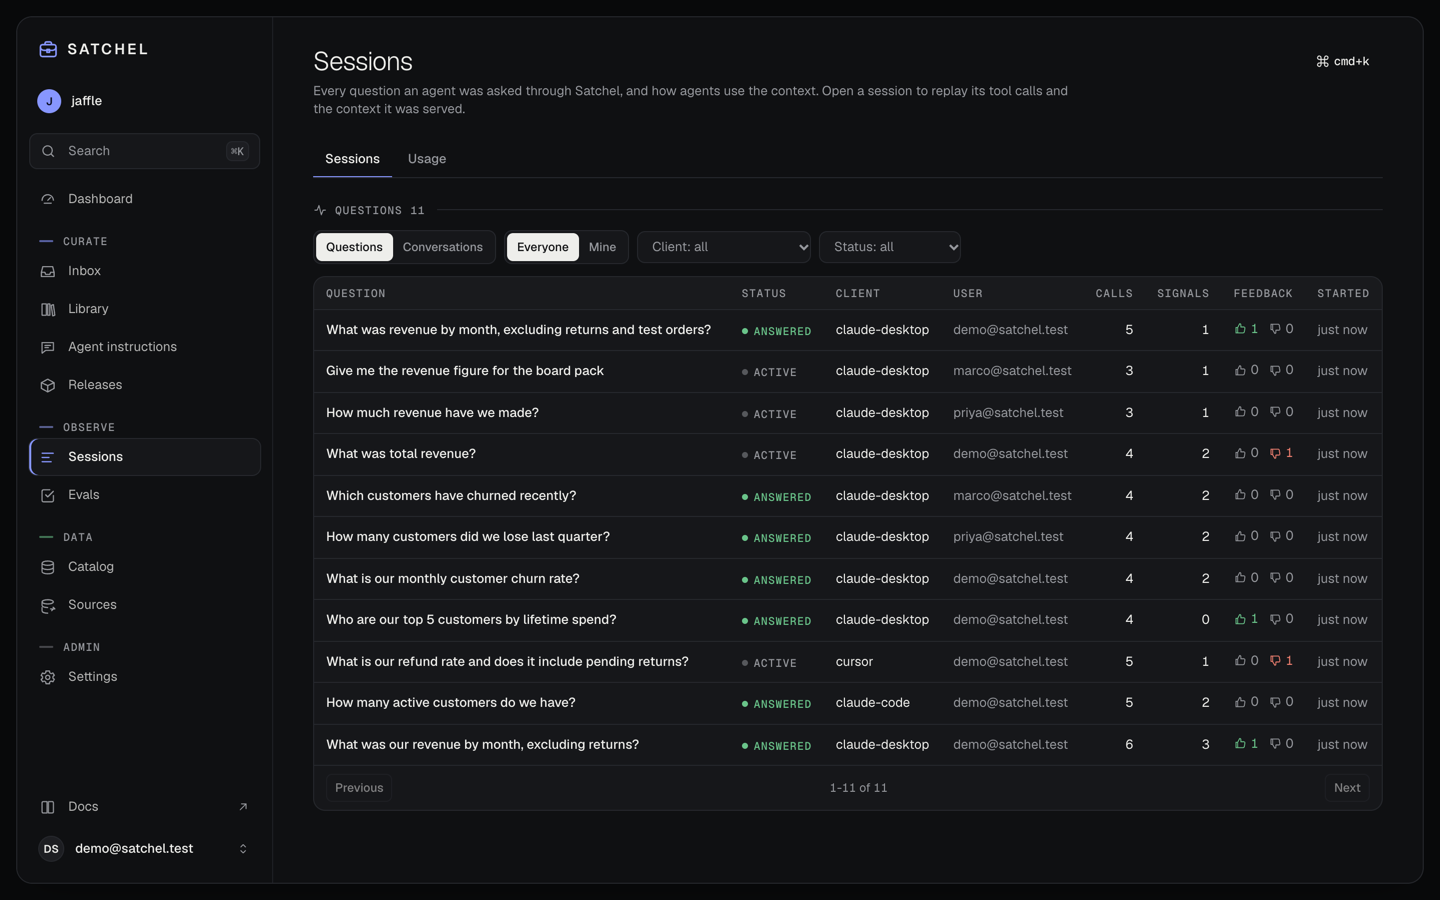 SATCHEL
J jaffle
Search ⌘K
Dashboard
CURATE
Inbox
Library
Agent instructions
Releases
OBSERVE
Sessions
Evals
DATA
Catalog
Sources
ADMIN
Settings
Docs
DS demo@satchel.test
Sessions
⌘ cmd+k
Every question an agent was asked through Satchel, and how agents use the context. Open a session to replay its tool calls and
the context it was served.
Sessions Usage
QUESTIONS 11
Questions Conversations Everyone Mine Client: all Status: all
QUESTION STATUS CLIENT USER CALLS SIGNALS FEEDBACK STARTED
What was revenue by month, excluding returns and test orders? ANSWERED claude-desktop demo@satchel.test 5 1 1 0 just now
Give me the revenue figure for the board pack ACTIVE claude-desktop marco@satchel.test 3 1 0 0 just now
How much revenue have we made? ACTIVE claude-desktop priya@satchel.test 3 1 0 0 just now
What was total revenue? ACTIVE claude-desktop demo@satchel.test 4 2 0 1 just now
Which customers have churned recently? ANSWERED claude-desktop marco@satchel.test 4 2 0 0 just now
How many customers did we lose last quarter? ANSWERED claude-desktop priya@satchel.test 4 2 0 0 just now
What is our monthly customer churn rate? ANSWERED claude-desktop demo@satchel.test 4 2 0 0 just now
Who are our top 5 customers by lifetime spend? ANSWERED claude-desktop demo@satchel.test 4 0 1 0 just now
What is our refund rate and does it include pending returns? ACTIVE cursor demo@satchel.test 5 1 0 1 just now
How many active customers do we have? ANSWERED claude-code demo@satchel.test 5 2 0 0 just now
What was our revenue by month, excluding returns? ANSWERED claude-desktop demo@satchel.test 6 3 1 0 just now
Previous 1-11 of 11 Next